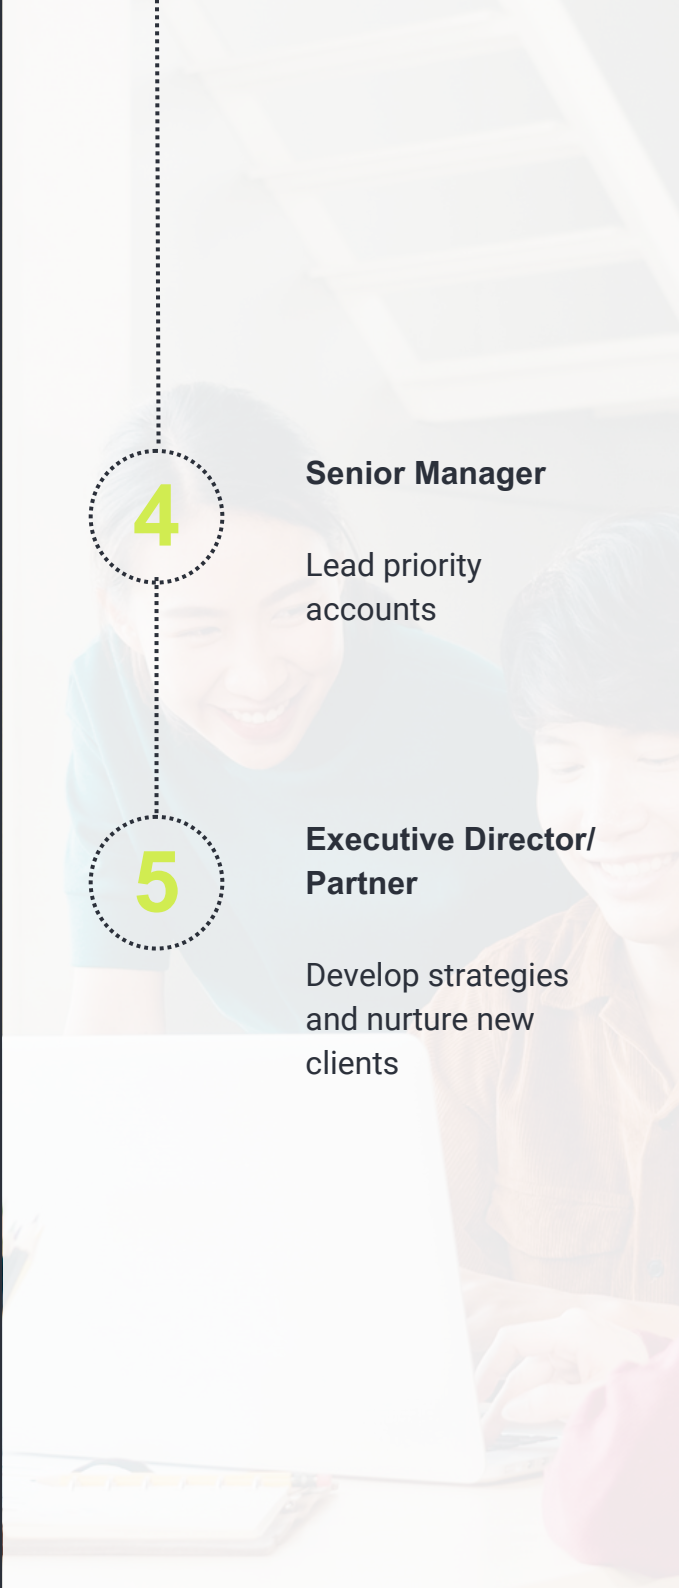 4
Senior Manager
Lead priority
accounts
5
Executive Director/
Partner
Develop strategies
and nurture new
clients